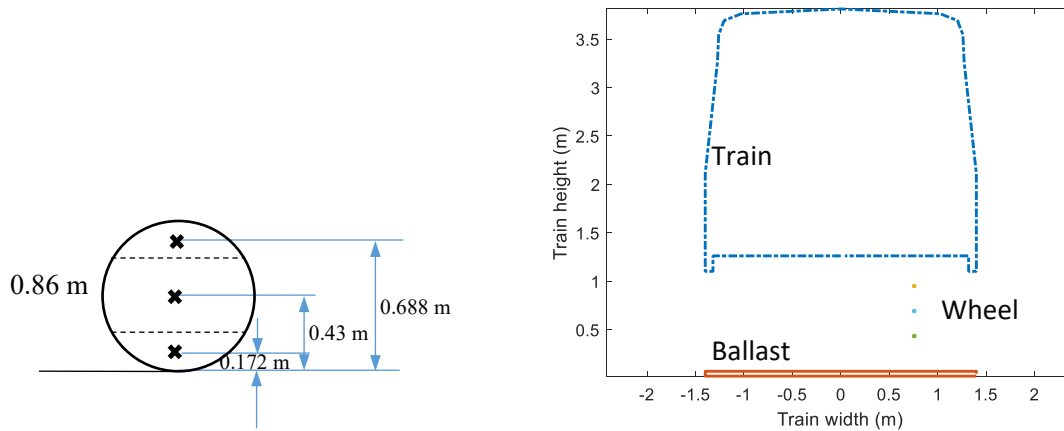 0.86 m
0.688 m
0.43 m
0.172 m
Train height (m)
3.5
3
2.5
2
1.5
1
0.5
Train
Wheel
Ballast
-2 -1.5 -1 -0.5 0 0.5 1 1.5 2
Train width (m)